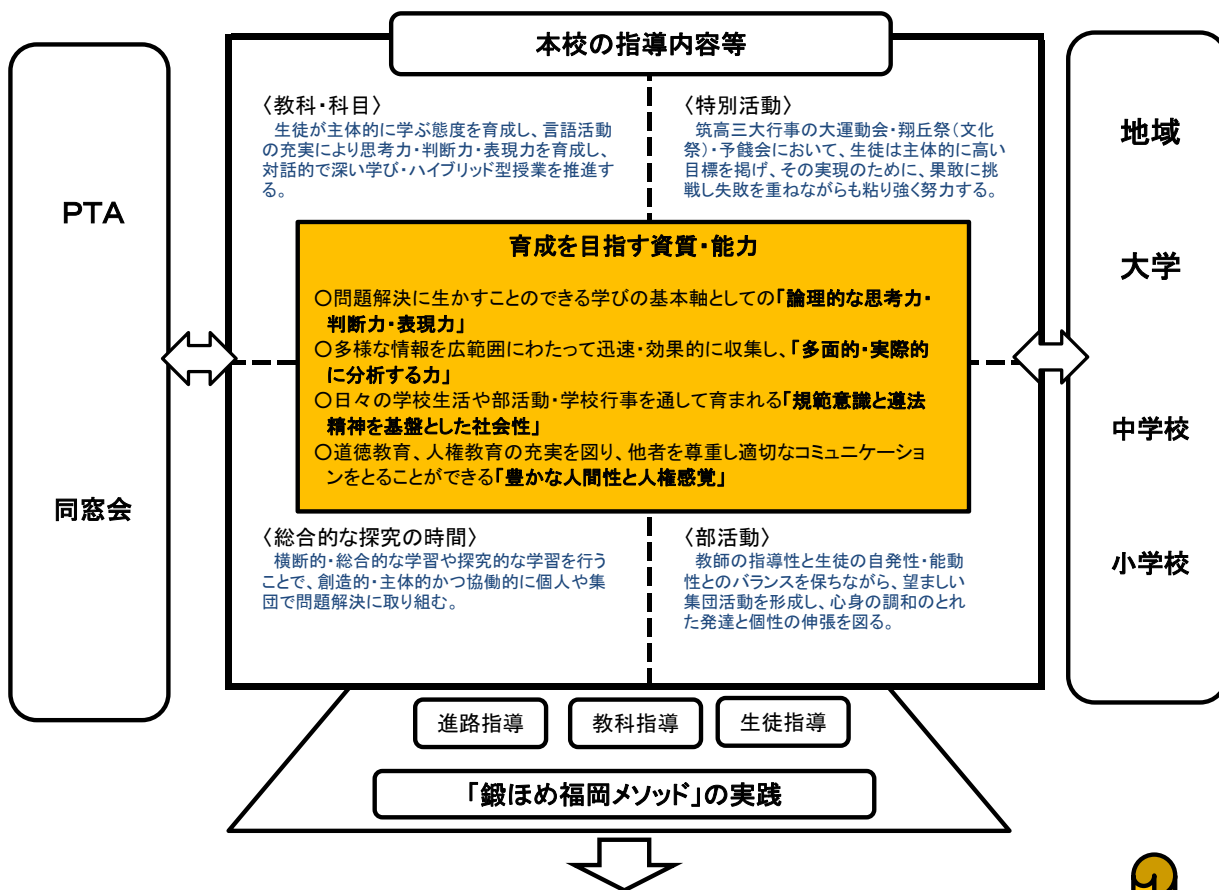 本校の指導内容等
PTA
同窓会
〈教科・科目〉
生徒が主体的に学ぶ態度を育成し、言語活動
の充実により思考力・判断力・表現力を育成し、
対話的で深い学び・ハイブリッド型授業を推進す
る。
〈特別活動〉
筑高三大行事の大運動会・翔丘祭（文化
祭）・予餞会において、生徒は主体的に高い
目標を掲げ、その実現のために、果敢に挑
戦し失敗を重ねながらも粘り強く努力する。
育成を目指す資質・能力
○問題解決に生かすことのできる学びの基本軸としての「論理的な思考力・
判断力・表現力」
○多様な情報を広範囲にわたって迅速・効果的に収集し、「多面的・実際的
に分析する力」
○日々の学校生活や部活動・学校行事を通して育まれる「規範意識と遵法
精神を基盤とした社会性」
○道徳教育、人権教育の充実を図り、他者を尊重し適切なコミュニケーショ
ンをとることができる「豊かな人間性と人権感覚」
〈総合的な探究の時間〉
横断的・総合的な学習や探究的な学習を行う
ことで、創造的・主体的かつ協働的に個人や集
団で問題解決に取り組む。
〈部活動〉
教師の指導性と生徒の自発性・能動
性とのバランスを保ちながら、望ましい
集団活動を形成し、心身の調和のとれ
た発達と個性の伸張を図る。
地域
大学
中学校
小学校
進路指導
教科指導
生徒指導
「鍛ほめ福岡メソッド」の実践